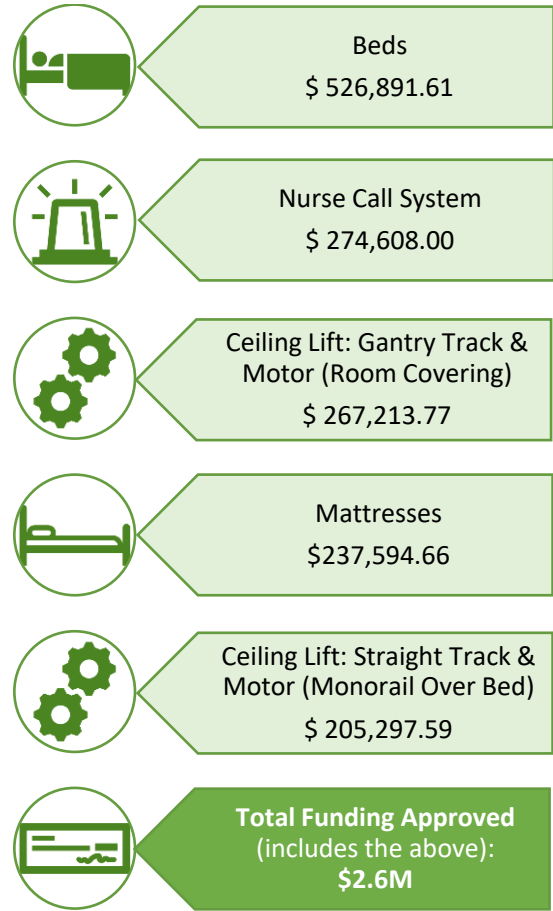 Beds
$ 526,891.61
Nurse Call System
$ 274,608.00
Ceiling Lift: Gantry Track &
Motor (Room Covering)
$ 267,213.77
Mattresses
$237,594.66
Ceiling Lift: Straight Track &
Motor (Monorail Over Bed)
$ 205,297.59
Total Funding Approved
(includes the above):
$2.6M